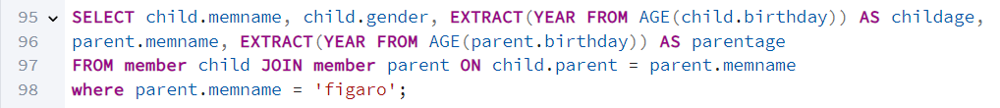 95 SELECT child.memname, child.gender, EXTRACT(YEAR FROM AGE(child.birthday)) AS childage,
96 parent.memname, EXTRACT(YEAR FROM AGE(parent.birthday)) AS parentage
97 FROM member child JOIN member parent ON child.parent = parent.memname
98 where parent.memname = 'figaro';